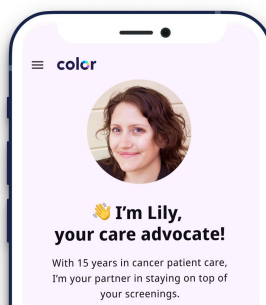 color
👋 I'm Lily,
your care advocate!
With 15 years in cancer patient care,
I'm your partner in staying on top of
your screenings.